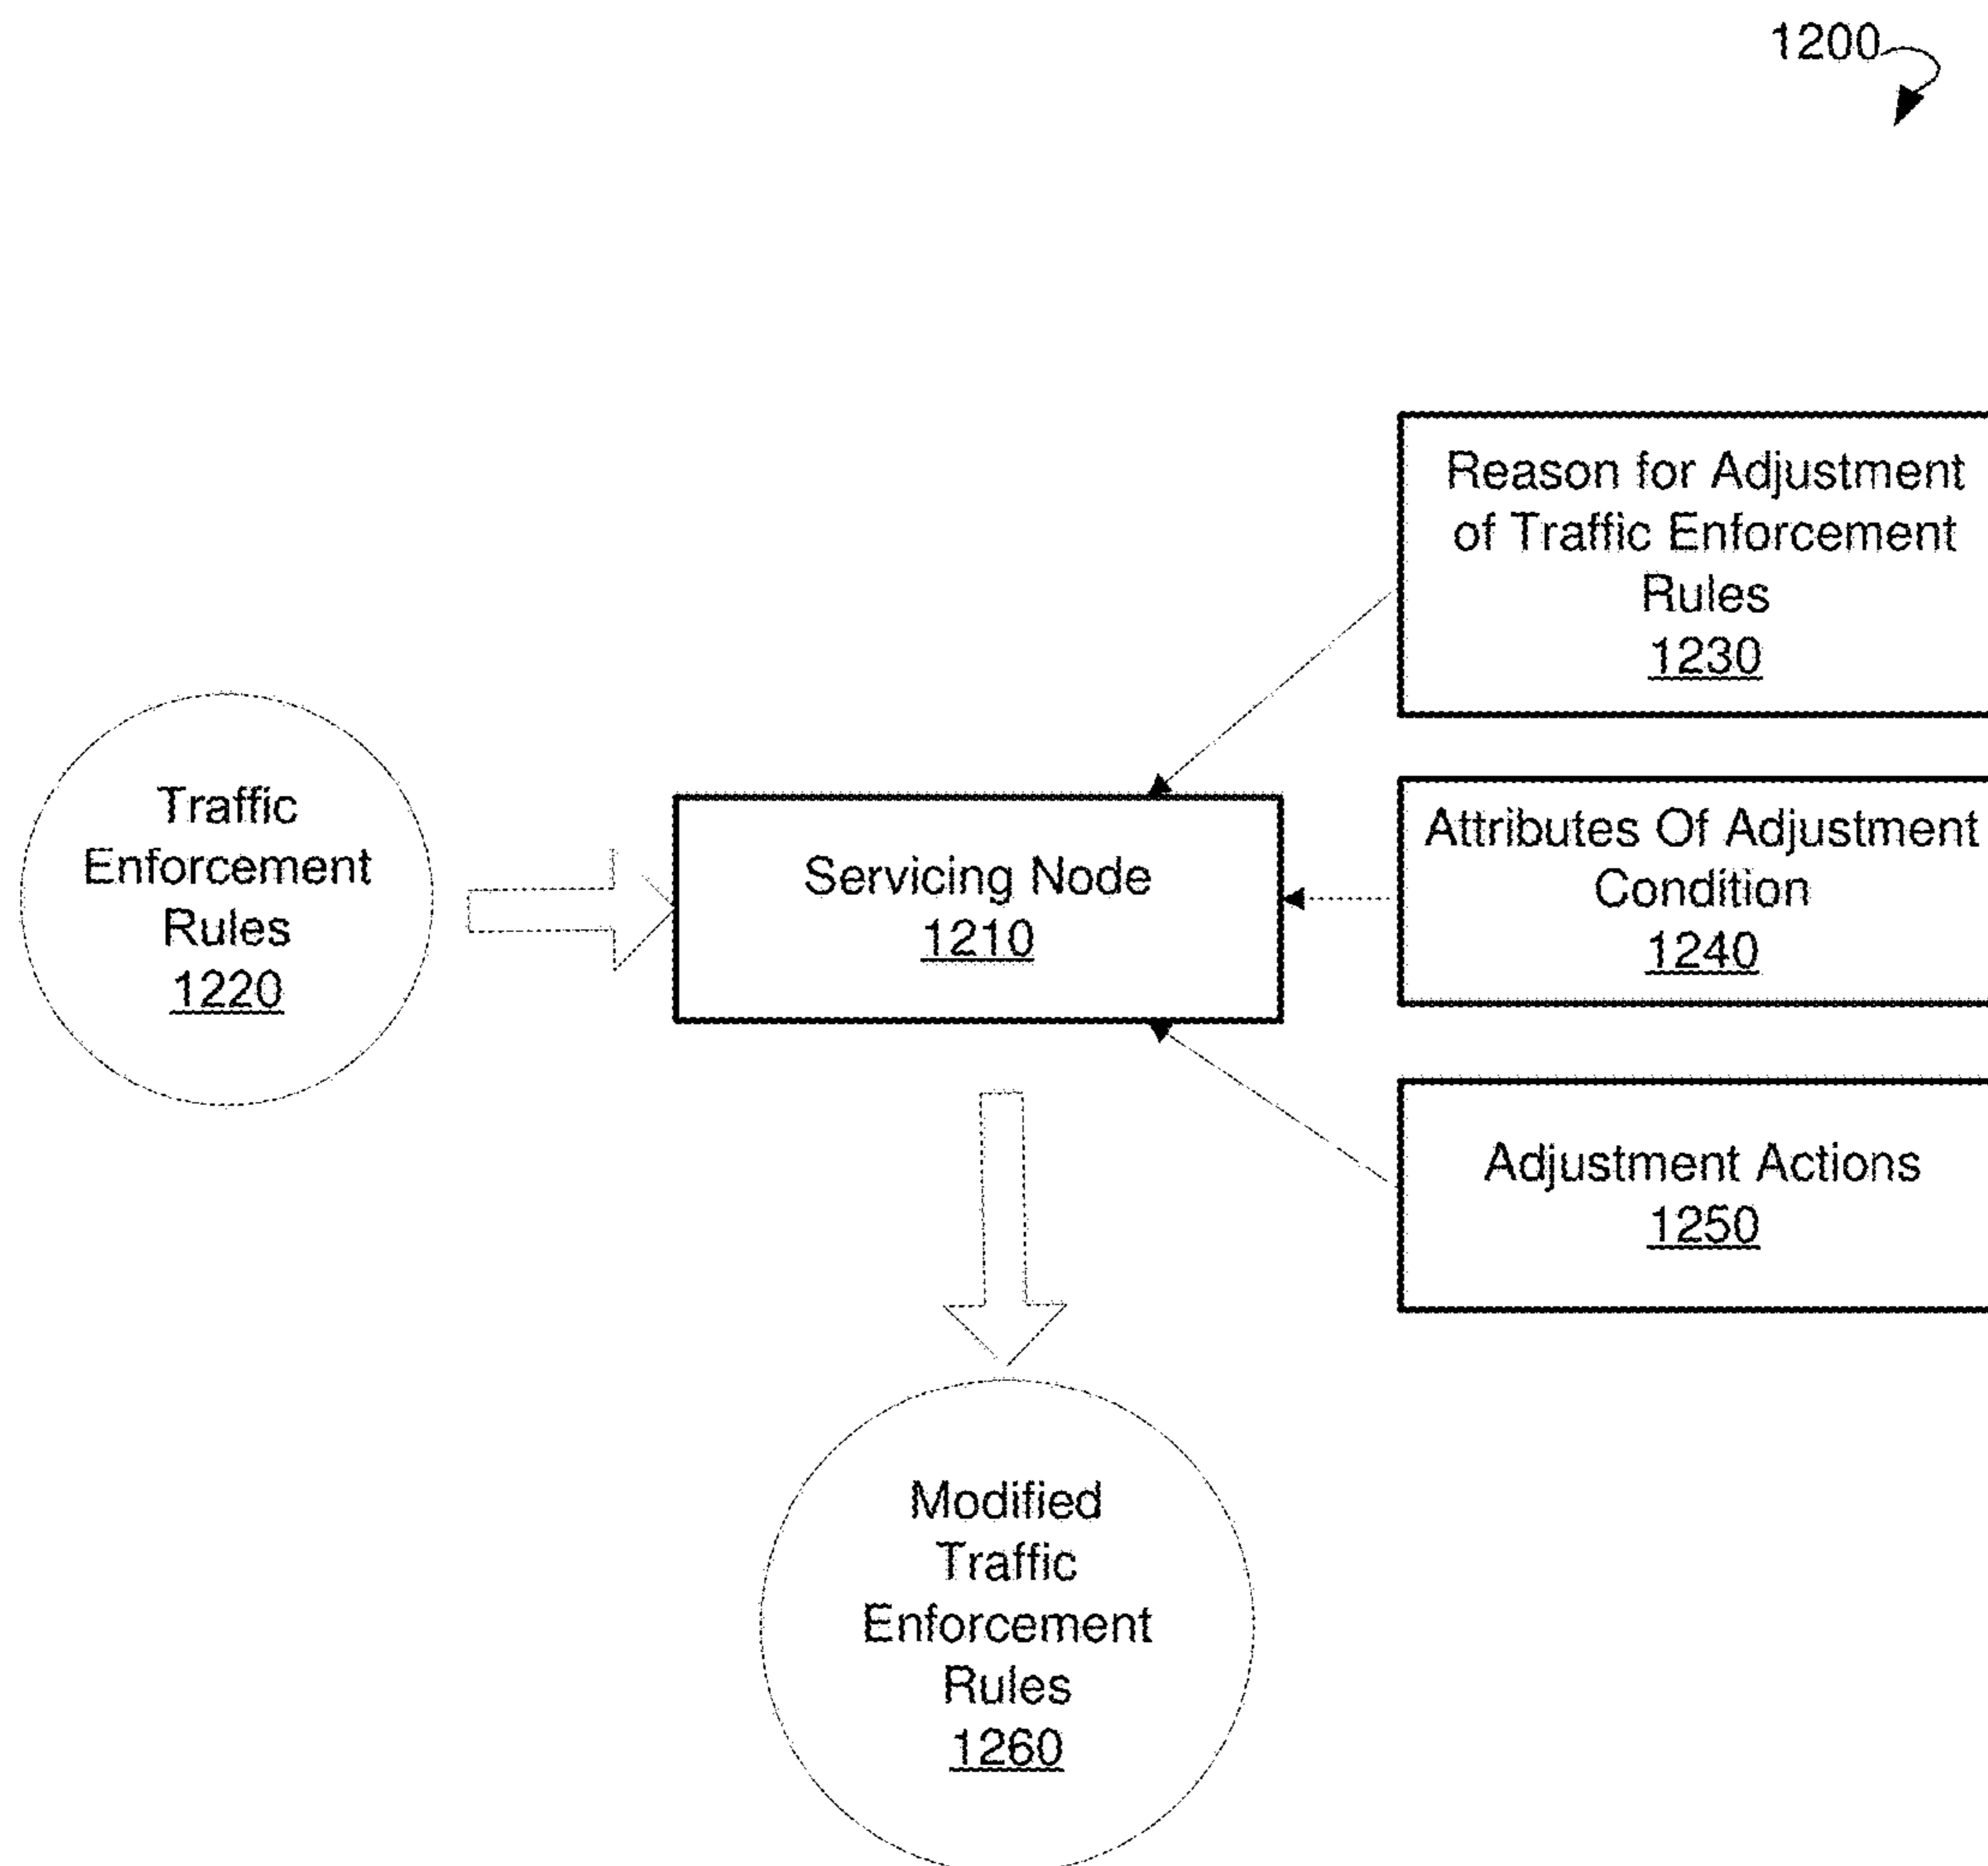 1200
Reason for Adjustment
of Traffic Enforcement
Rules
1230
Traffic
Enforcement
Rules
1220
Servicing Node
1210
Attributes Of Adjustment
Condition
1240
Adjustment Actions
1250
Modified
Traffic
Enforcement
Rules
1260